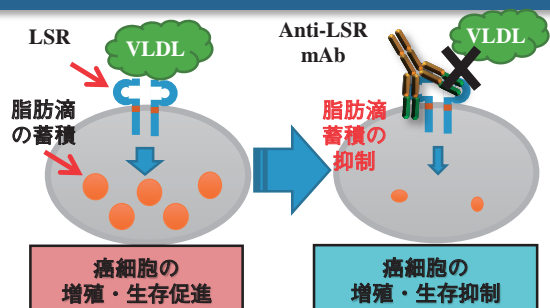 LSR
VLDL
脂肪滴
の蓄積
癌細胞の
増殖・生存促進
Anti-LSR
mAb
VLDL
脂肪滴
蓄積の
抑制
癌細胞の
増殖・生存抑制